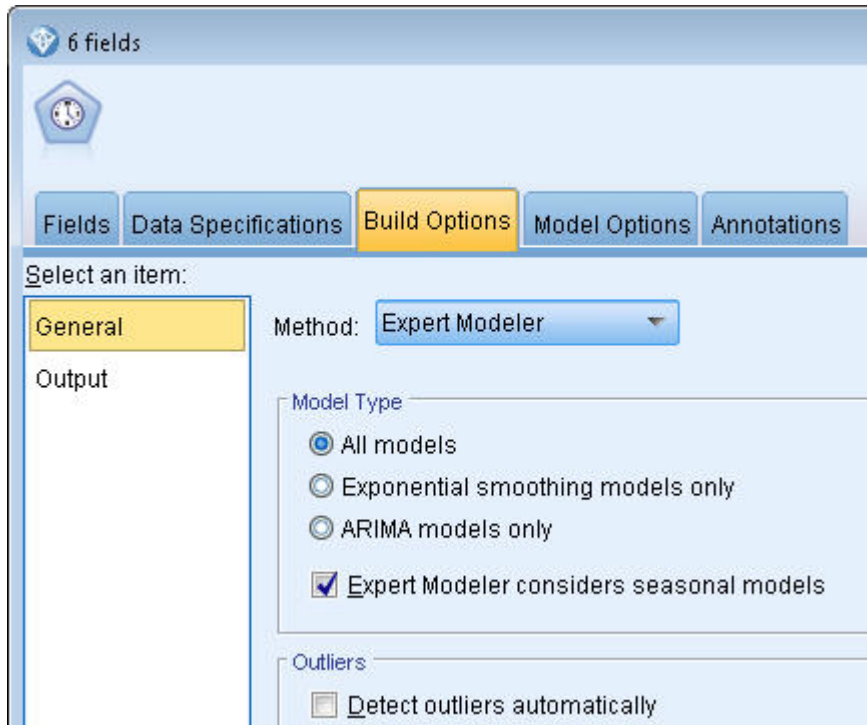 6 fields
Fields Data Specifications Build Options Model Options Annotations
Select an item:
General
Output
Method: Expert Modeler
Model Type
All models
Exponential smoothing models only
ARIMA models only
Expert Modeler considers seasonal models
Outliers
Detect outliers automatically